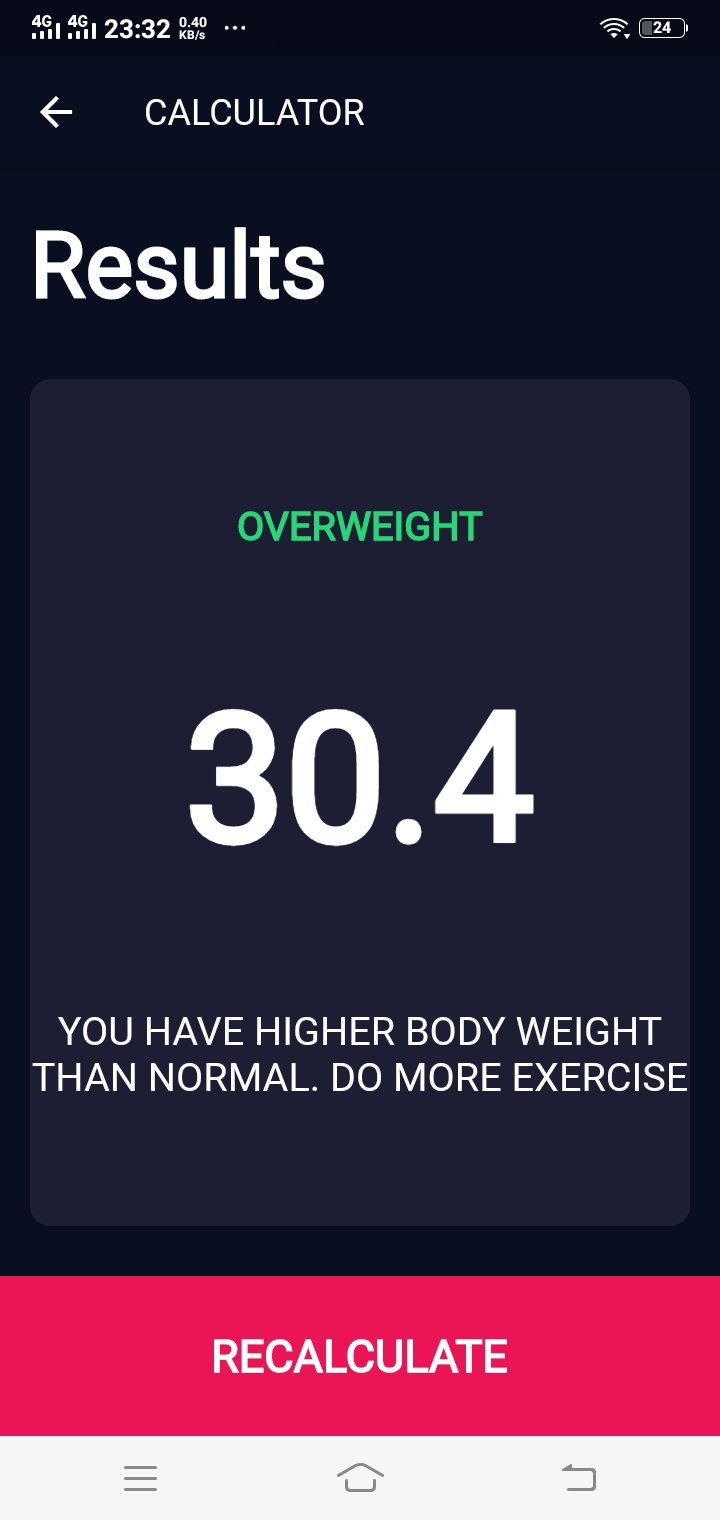 4G 4G 23:32 0.40 KB/s ... 24
CALCULATOR
Results
OVERWEIGHT
30.4
YOU HAVE HIGHER BODY WEIGHT
THAN NORMAL. DO MORE EXERCISE
RECALCULATE